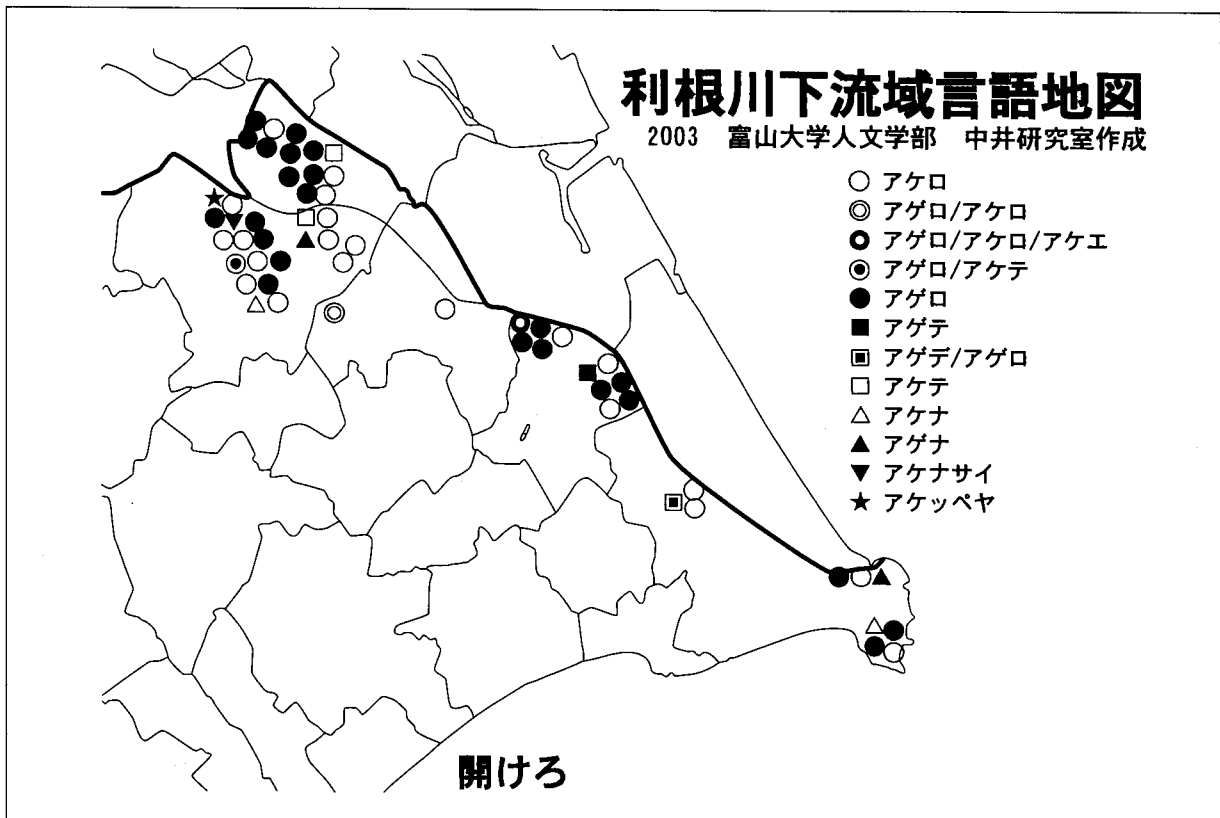 利根川下流域言語地図
2003 富山大学人文学部 中井研究室作成
アケロ
アゲロ/アケロ
アゲロ/アケロ/アケエ
アゲロ/アケテ
アゲロ
アゲテ
アゲデ/アゲロ
アケテ
アケナ
アゲナ
アケナサイ
アケッペヤ
開けろ